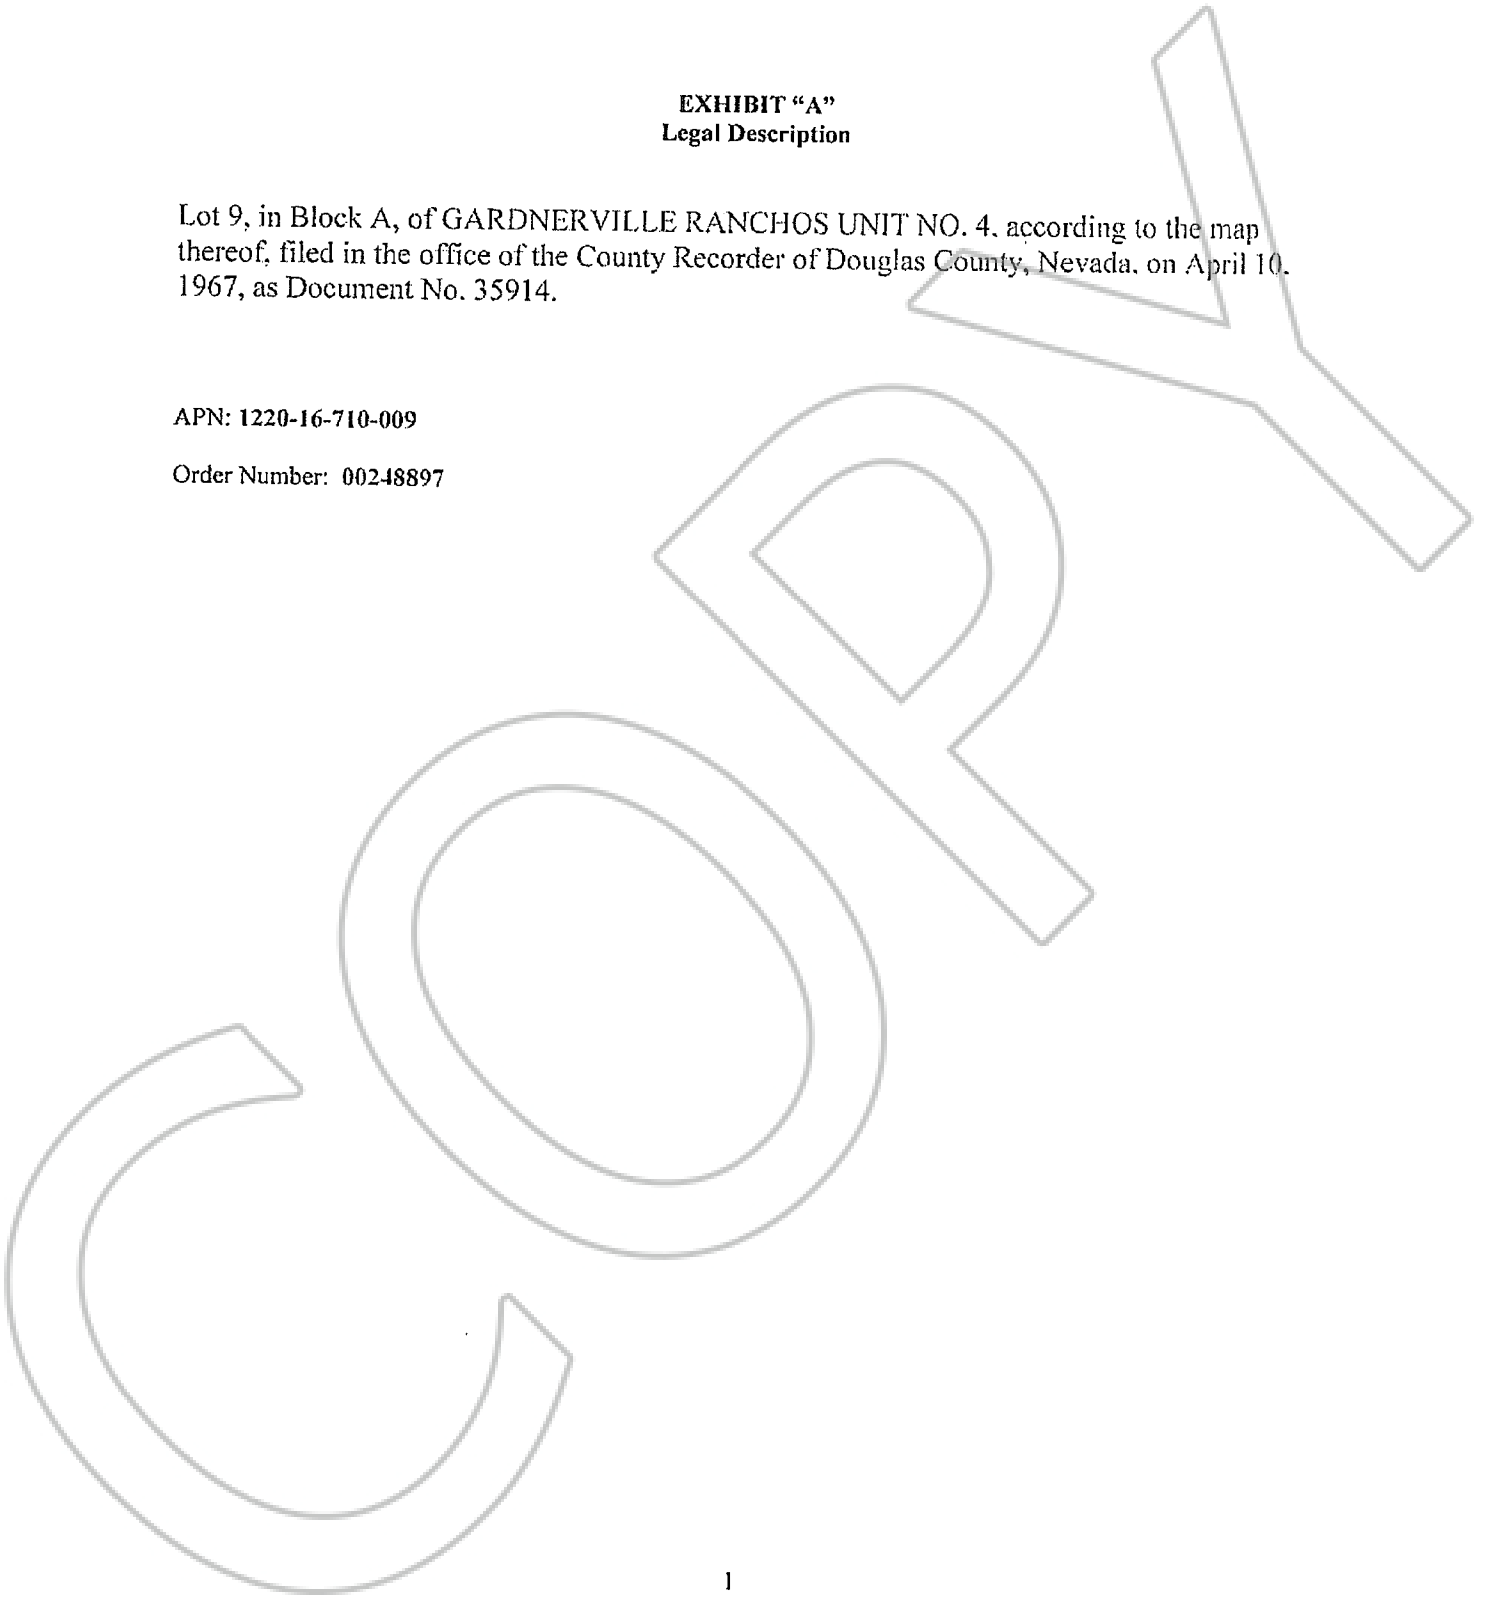 EXHIBIT “A”
Legal Description
Lot 9, in Block A, of GARDNERVILLE RANCHOS UNIT NO. 4. according to the map
thereof, filed in the office of the County Recorder of Douglas County, Nevada, on April 10,
1967, as Document No. 35914.
APN: 1220-16-710-009
Order Number: 00248897
COPY
1